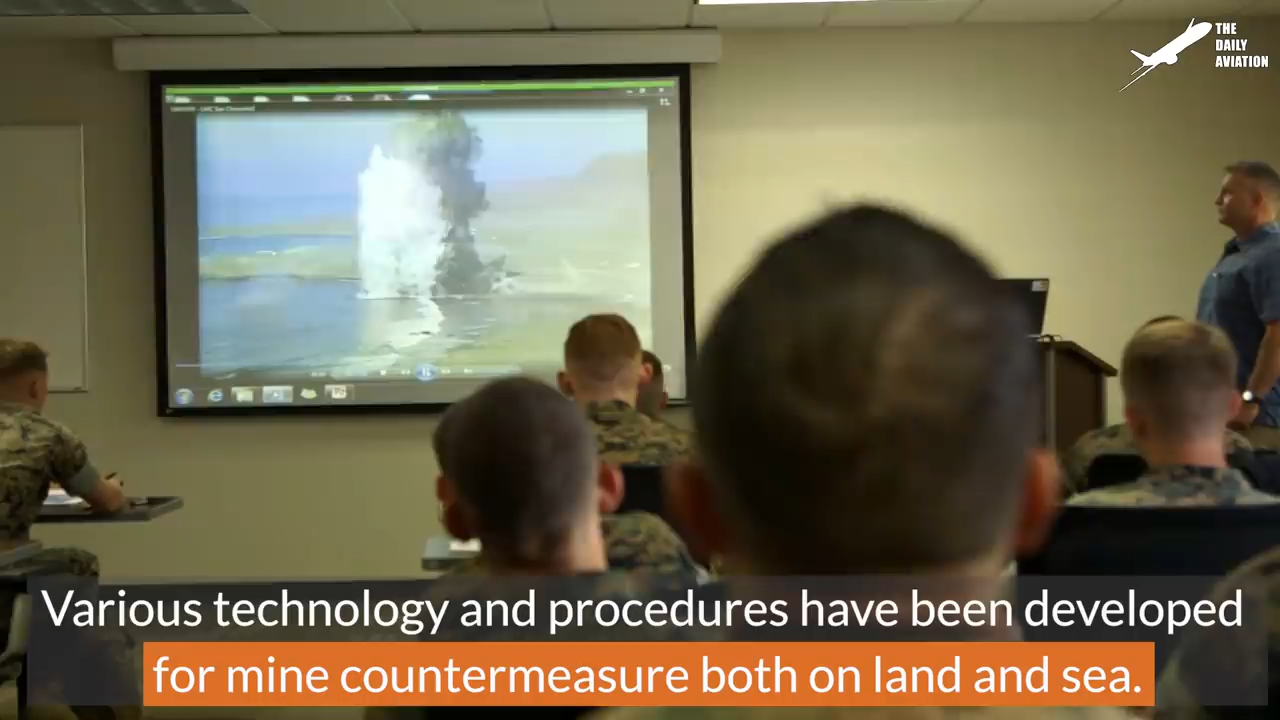 THE
DAILY
AVIATION
Various technology and procedures have been developed
for mine countermeasure both on land and sea.